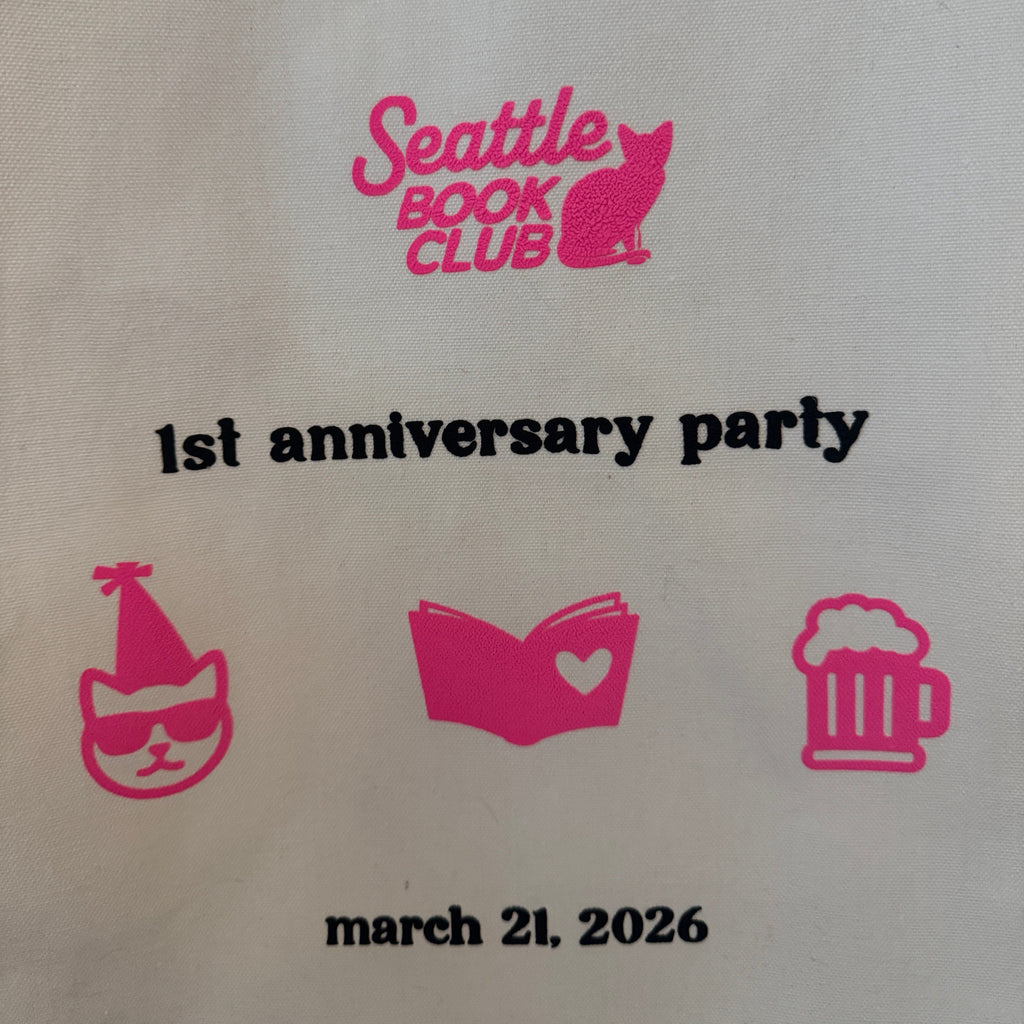 Seattle
BOOK
CLUB
1st anniversary party
march 21, 2026